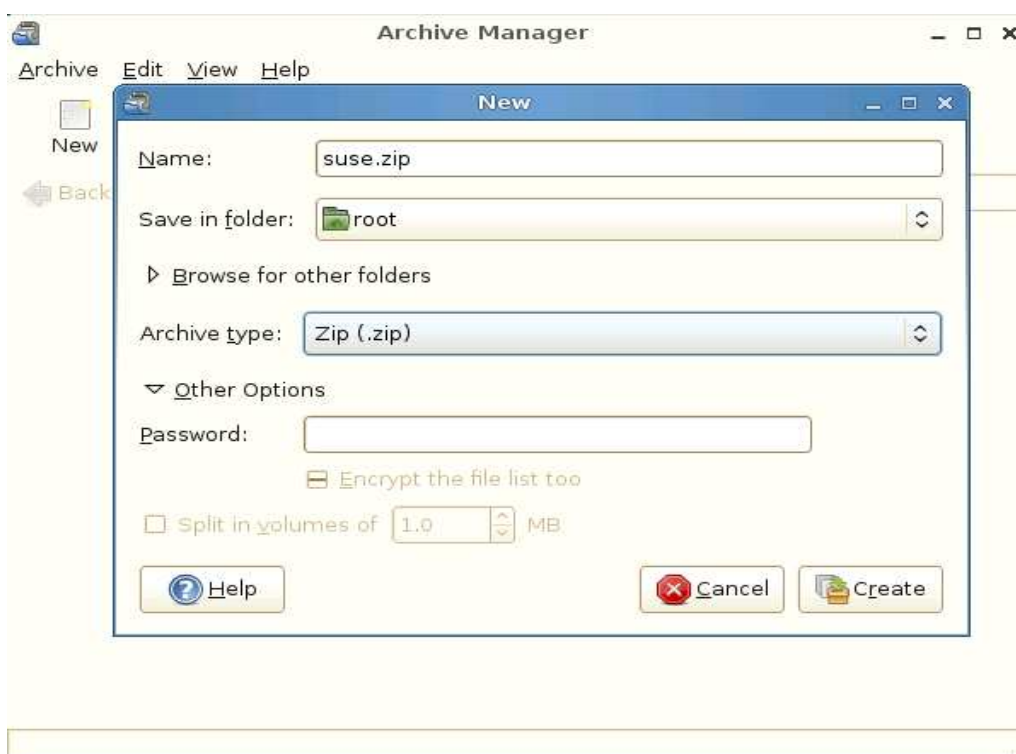 Archive Manager
Archive Edit View Help
New
New
Back
Name: suse.zip
Save in folder: root
Browse for other folders
Archive type: Zip (.zip)
Other Options
Password:
Encrypt the file list too
Split in volumes of 1.0 MB
Help Cancel Create